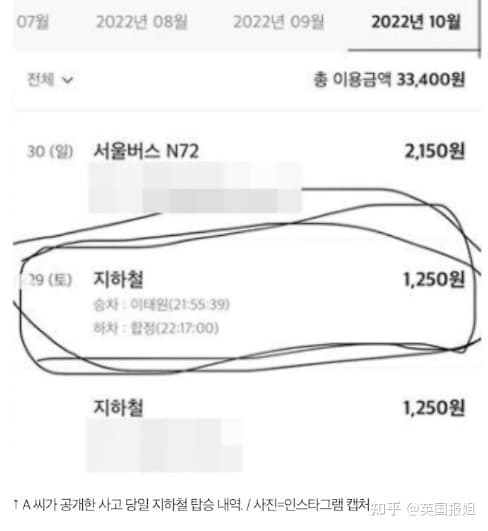 07월 2022년 08월 2022년 09월 2022년 10월
전체 총 이용금액 33,400원
30 (일) 서울버스 N72 2,150원
29 (토) 지하철 1,250원
승차 : 이태원(21:55:39)
하차 : 합정(22:17:00)
지하철 1,250원
↑ A 씨가 공개한 사고 당일 지하철 탑승 내역. / 사진=인스타그램 캡처
知乎 @英国报姐